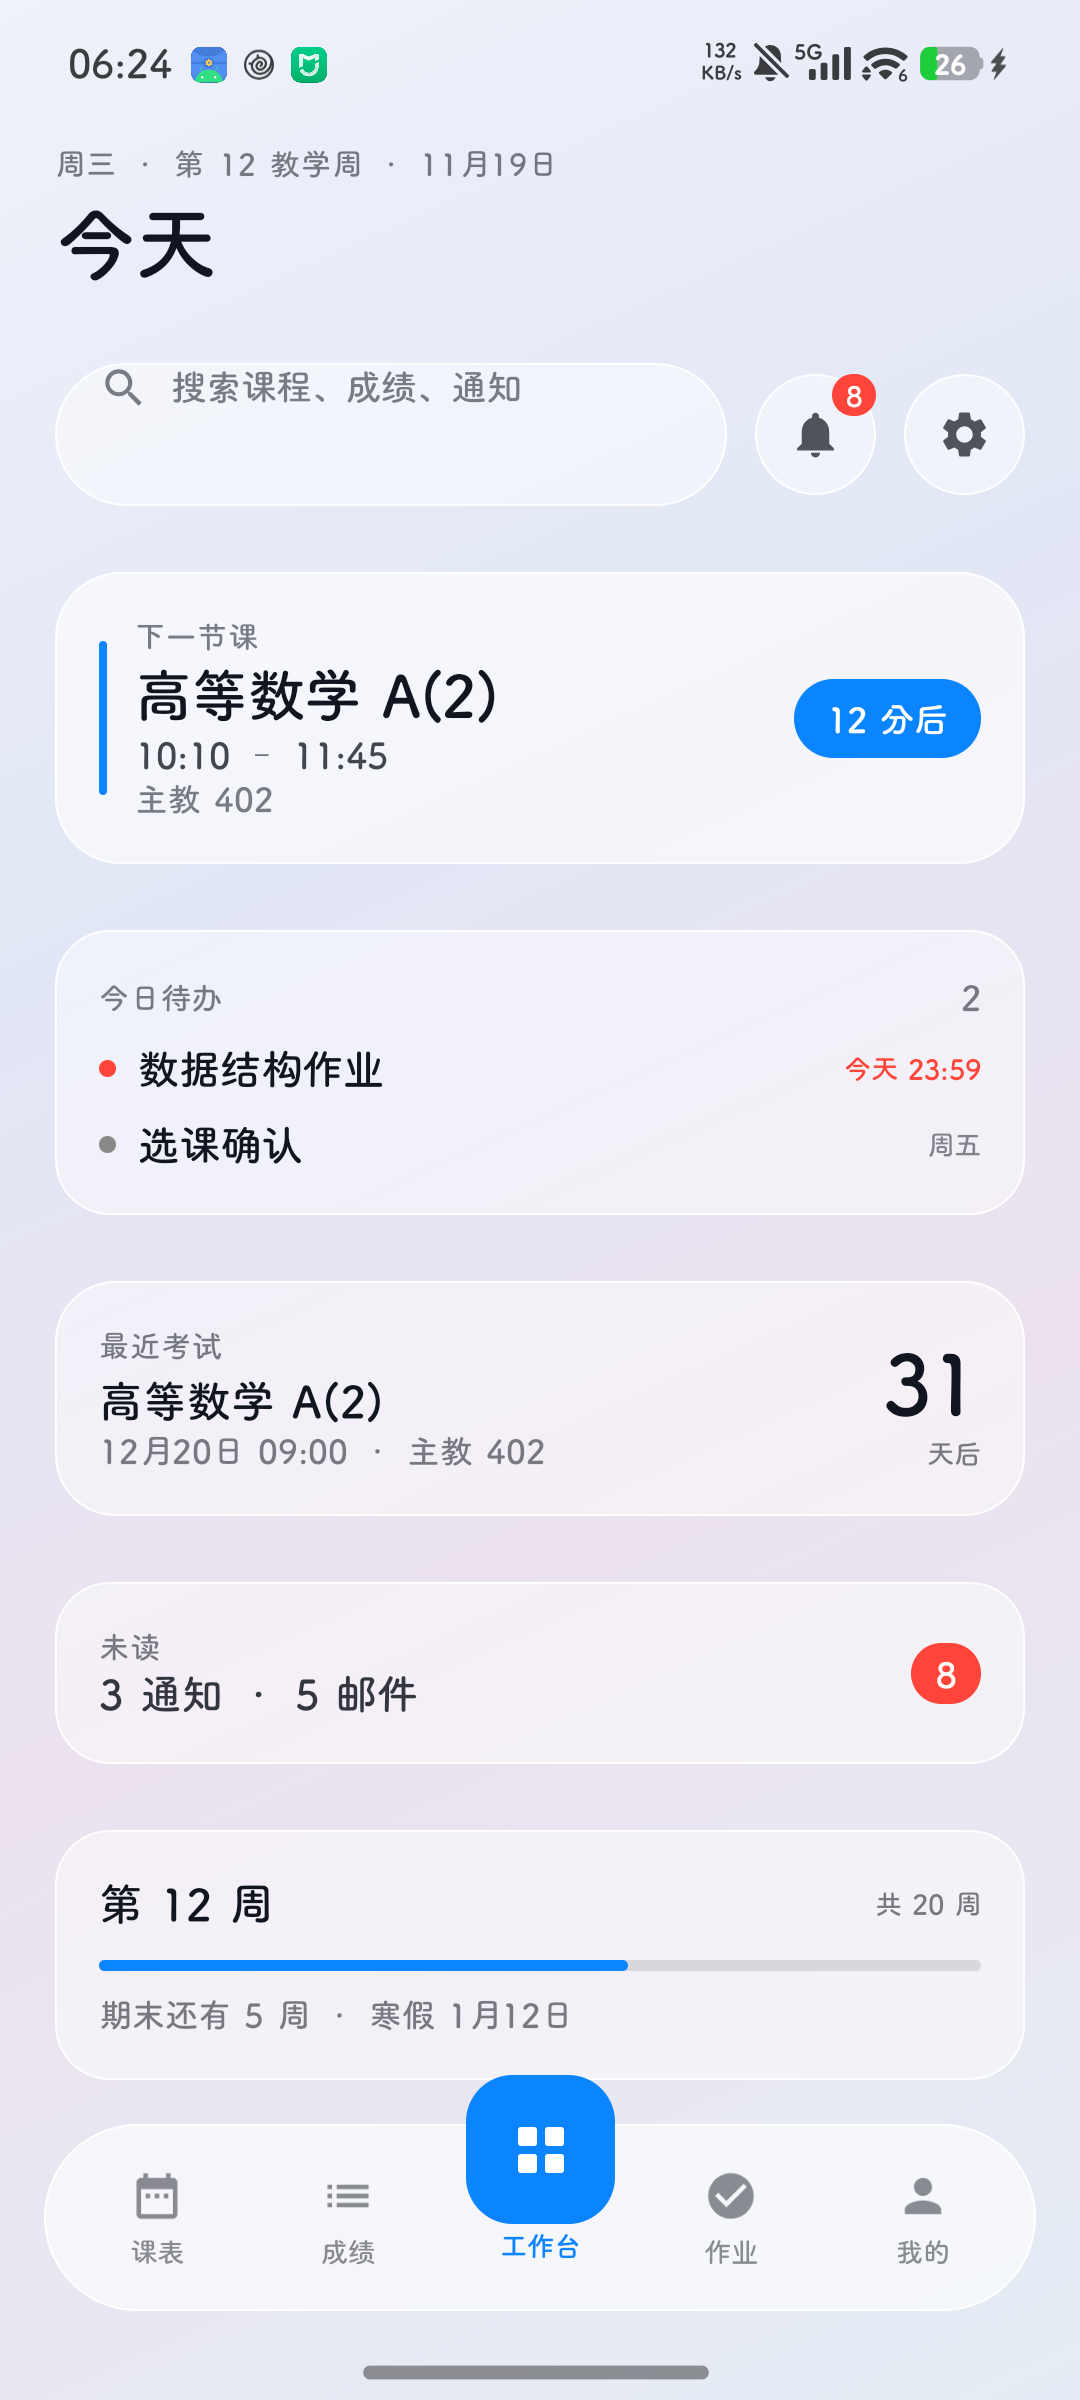 06:24
132 KB/s
5G
6
26
周三 · 第 12 教学周 · 11月19日
今天
搜索课程、成绩、通知
8
下一节课
高等数学 A(2)
10:10 – 11:45
主教 402
12 分后
今日待办
2
数据结构作业
今天 23:59
选课确认
周五
最近考试
高等数学 A(2)
12月20日 09:00 · 主教 402
31
天后
未读
3 通知 · 5 邮件
8
第 12 周
共 20 周
期末还有 5 周 · 寒假 1月12日
课表
成绩
工作台
作业
我的